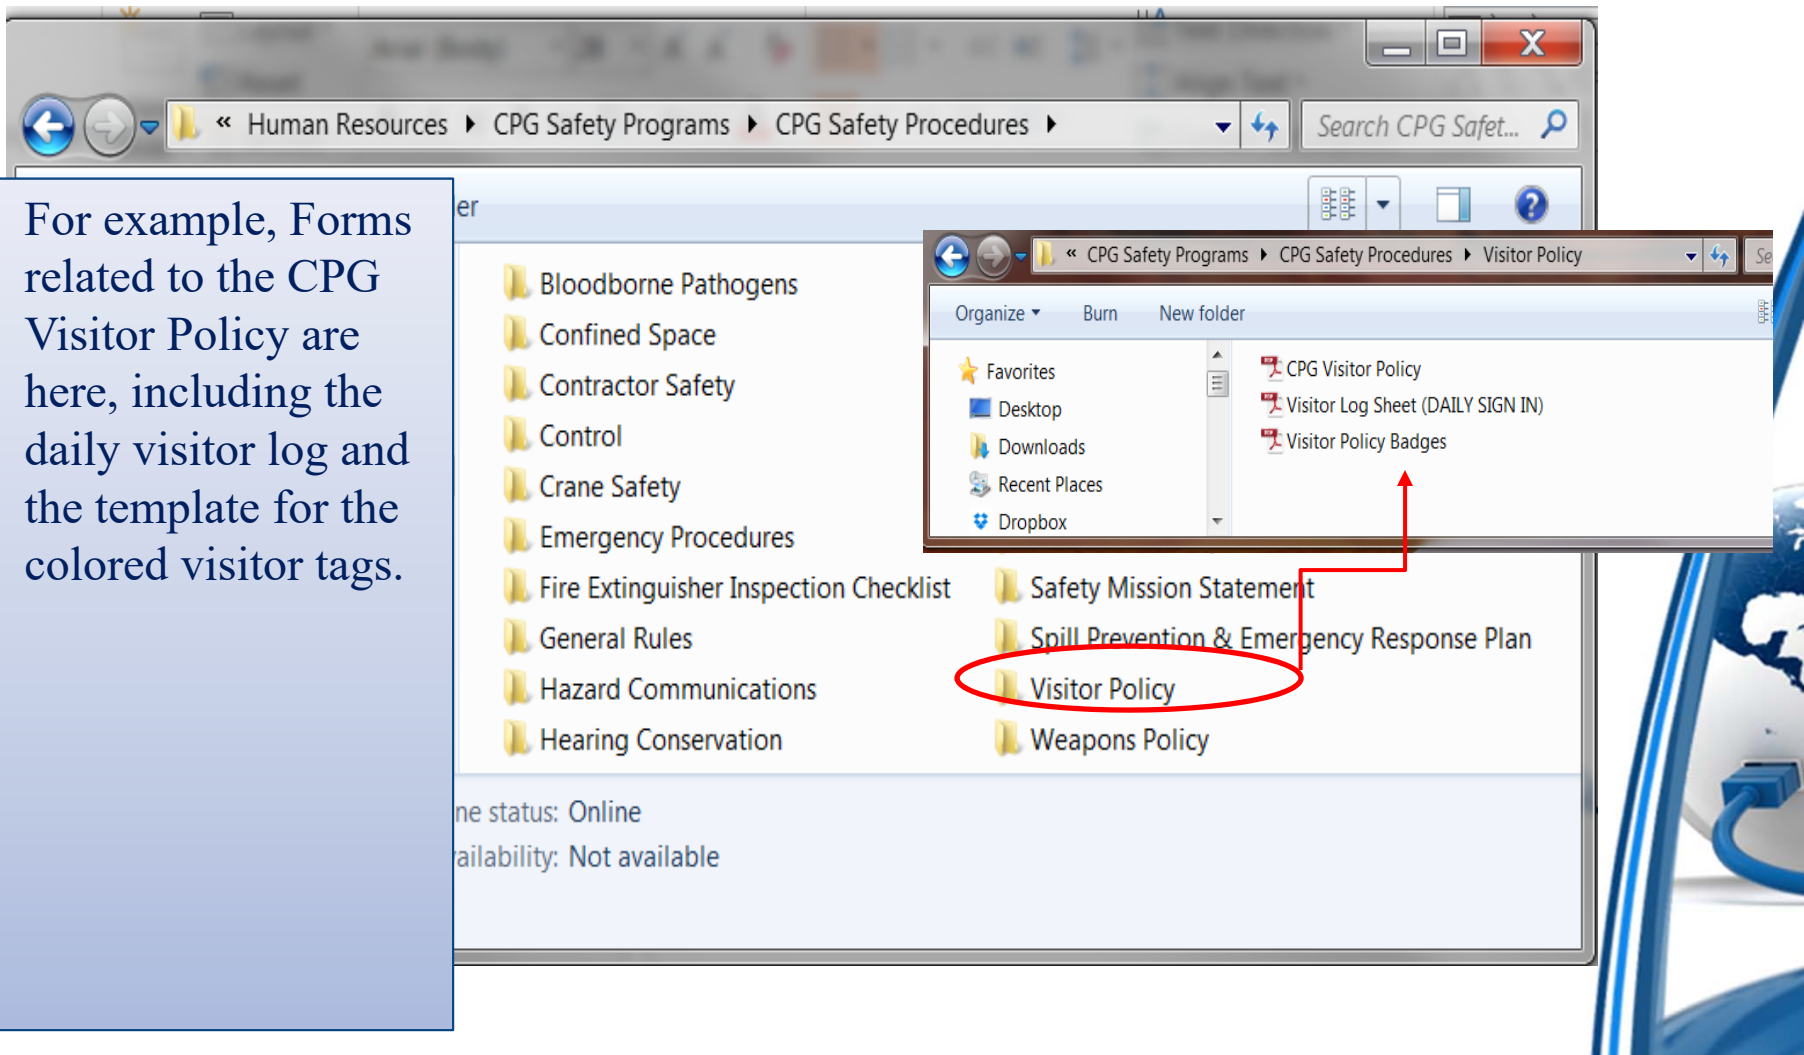 « Human Resources CPG Safety Programs CPG Safety Procedures
Search CPG Safet...
For example, Forms
related to the CPG
Visitor Policy are
here, including the
daily visitor log and
the template for the
colored visitor tags.
er
Bloodborne Pathogens
Confined Space
Contractor Safety
Control
Crane Safety
Emergency Procedures
Fire Extinguisher Inspection Checklist
General Rules
Hazard Communications
Hearing Conservation
Safety Mission Statement
Spill Prevention & Emergency Response Plan
Visitor Policy
Weapons Policy
« CPG Safety Programs CPG Safety Procedures Visitor Policy
Se
Organize Burn New folder
Favorites
Desktop
Downloads
Recent Places
Dropbox
CPG Visitor Policy
Visitor Log Sheet (DAILY SIGN IN)
Visitor Policy Badges
ne status: Online
ailability: Not available